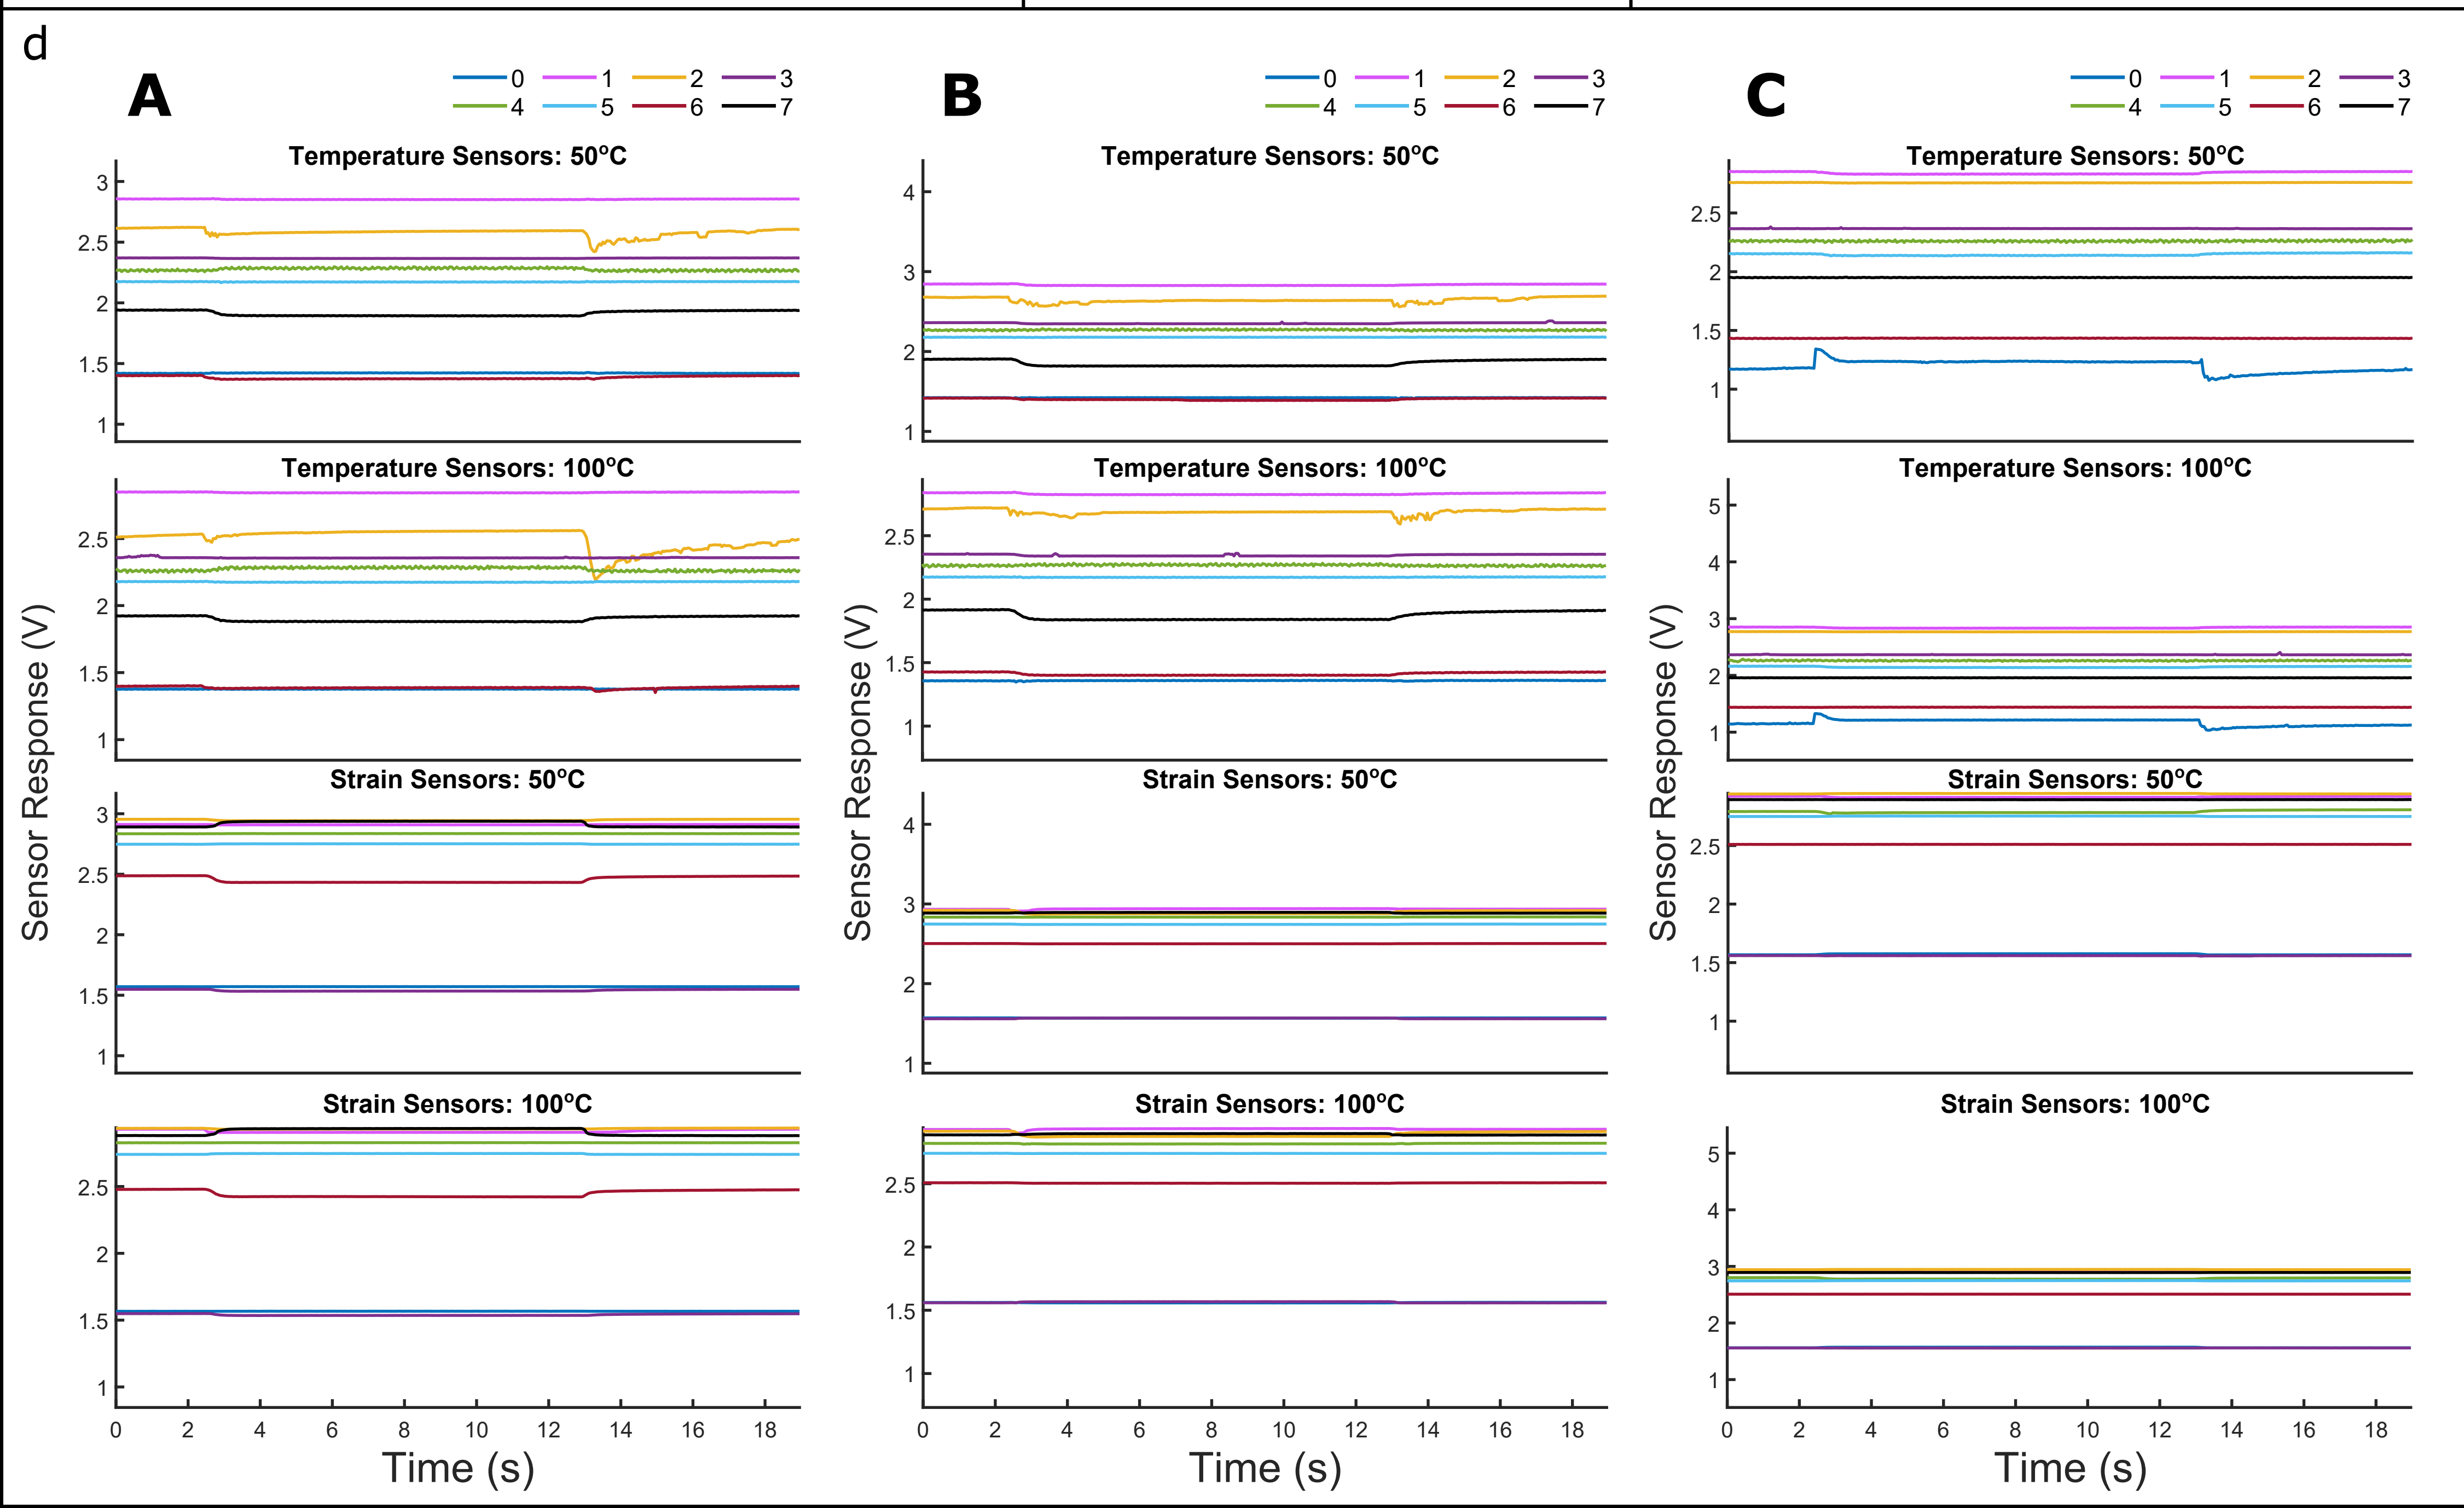 d
A
0 1 2 3
4 5 6 7
Temperature Sensors: 50°C
3
2.5
2
1.5
1
Temperature Sensors: 100°C
2.5
2
1.5
1
Strain Sensors: 50°C
3
2.5
2
1.5
1
Strain Sensors: 100°C
2.5
2
1.5
1
0 2 4 6 8 10 12 14 16 18
Sensor Response (V)
Time (s)
B
0 1 2 3
4 5 6 7
Temperature Sensors: 50°C
4
3
2
1
Temperature Sensors: 100°C
2.5
2
1.5
1
Strain Sensors: 50°C
4
3
2
1
Strain Sensors: 100°C
2.5
2
1.5
1
0 2 4 6 8 10 12 14 16 18
Sensor Response (V)
Time (s)
C
0 1 2 3
4 5 6 7
Temperature Sensors: 50°C
2.5
2
1.5
1
Temperature Sensors: 100°C
5
4
3
2
1
Strain Sensors: 50°C
2.5
2
1.5
1
Strain Sensors: 100°C
5
4
3
2
1
0 2 4 6 8 10 12 14 16 18
Sensor Response (V)
Time (s)